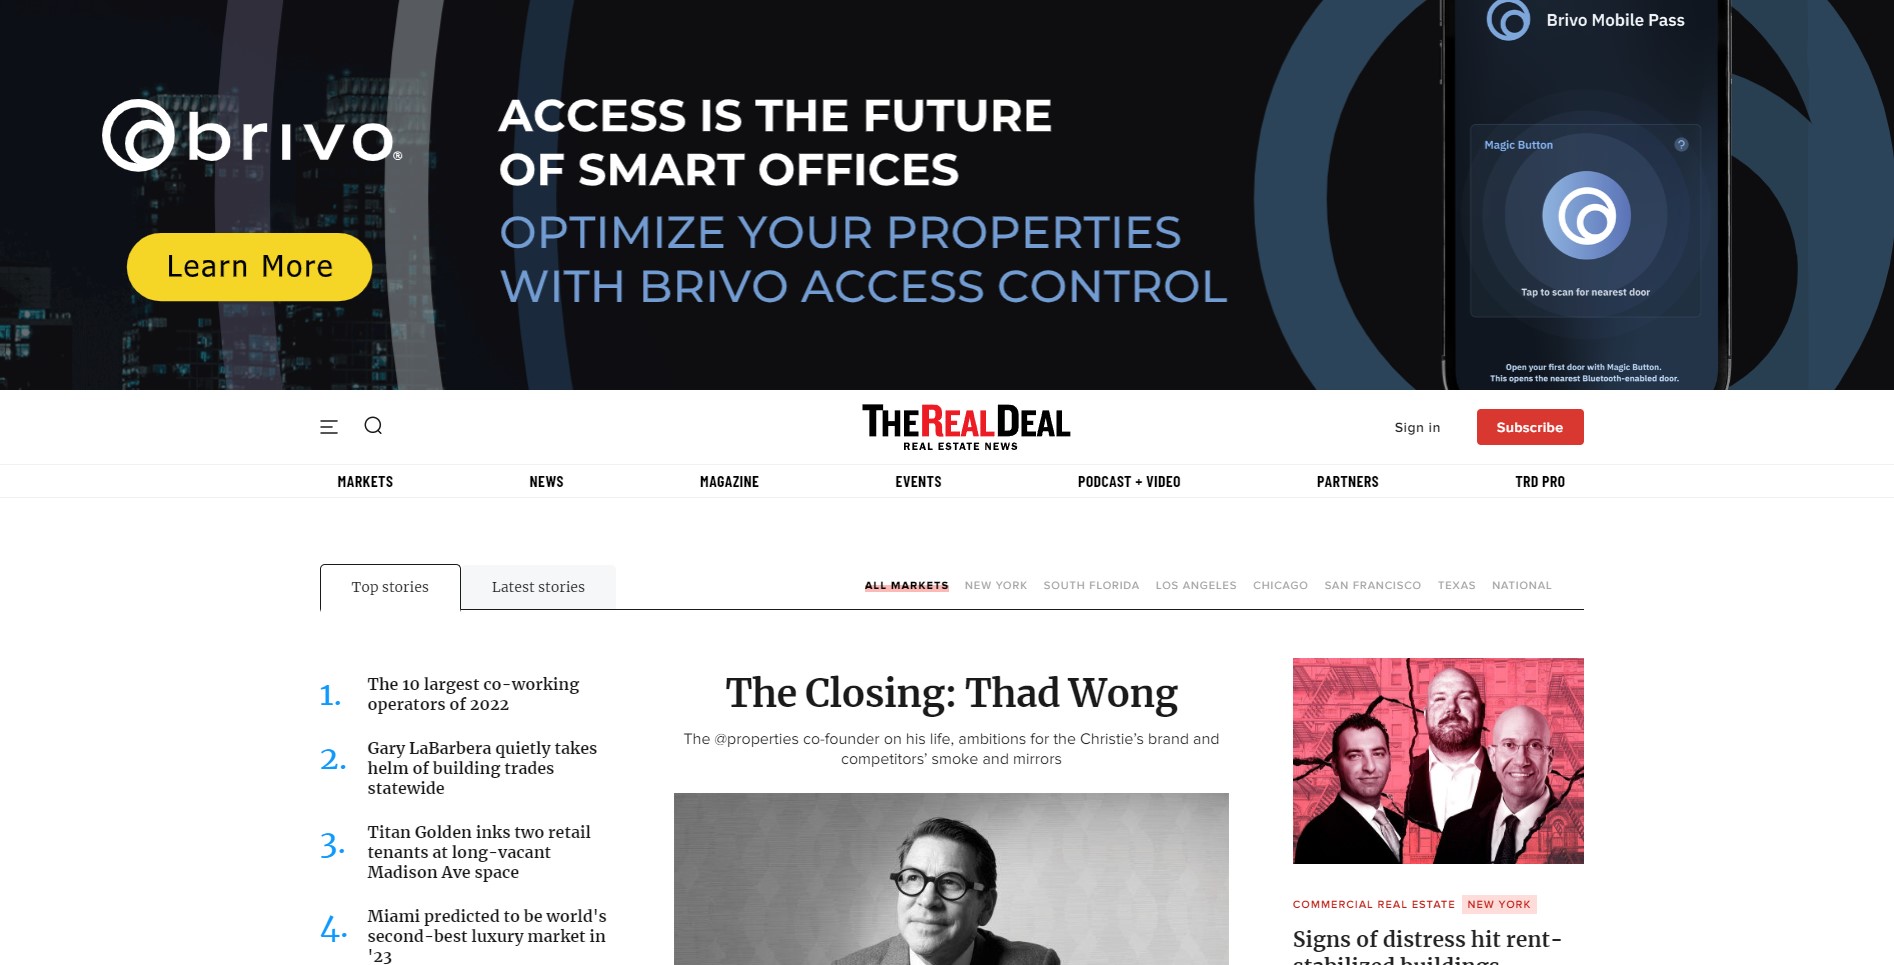 brivo®
Learn More
ACCESS IS THE FUTURE
OF SMART OFFICES
OPTIMIZE YOUR PROPERTIES
WITH BRIVO ACCESS CONTROL
Brivo Mobile Pass
Magic Button
?
Tap to scan for nearest door
Open your first door with Magic Button.
This opens the nearest Bluetooth-enabled door.
THEREALDEAL
REAL ESTATE NEWS
Sign in
Subscribe
MARKETS NEWS MAGAZINE EVENTS PODCAST + VIDEO PARTNERS TRD PRO
Top stories Latest stories
ALL MARKETS NEW YORK SOUTH FLORIDA LOS ANGELES CHICAGO SAN FRANCISCO TEXAS NATIONAL
1. The 10 largest co-working
operators of 2022
2. Gary LaBarbera quietly takes
helm of building trades
statewide
3. Titan Golden inks two retail
tenants at long-vacant
Madison Ave space
4. Miami predicted to be world's
second-best luxury market in
'23
The Closing: Thad Wong
The @properties co-founder on his life, ambitions for the Christie’s brand and
competitors’ smoke and mirrors
COMMERCIAL REAL ESTATE NEW YORK
Signs of distress hit rent-
stabilized buildings